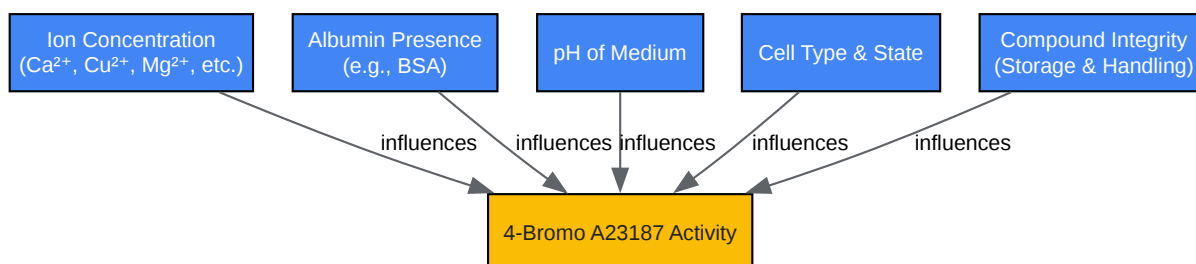 Ion Concentration
(Ca²⁺, Cu²⁺, Mg²⁺, etc.)
Albumin Presence
(e.g., BSA)
pH of Medium
Cell Type & State
Compound Integrity
(Storage & Handling)
influences
influences
influences
influences
influences
4-Bromo A23187 Activity